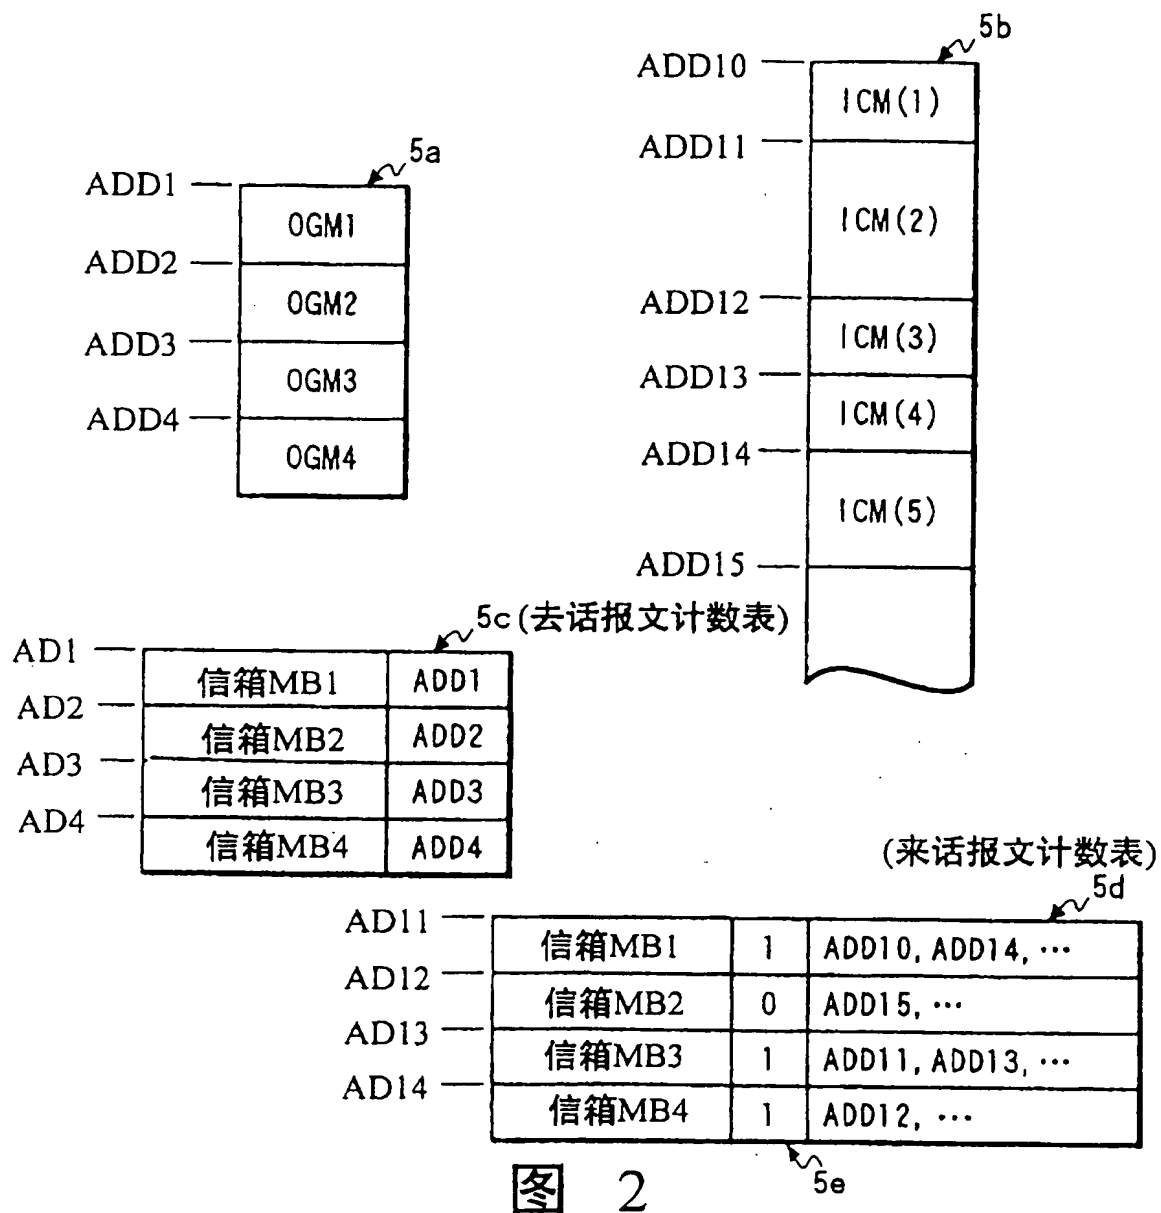 5a
ADD1
OGM1
ADD2
OGM2
ADD3
OGM3
ADD4
OGM4
5b
ADD10
ICM(1)
ADD11
ICM(2)
ADD12
ICM(3)
ADD13
ICM(4)
ADD14
ICM(5)
ADD15
5c(去话报文计数表)
AD1
信箱MB1 ADD1
AD2
信箱MB2 ADD2
AD3
信箱MB3 ADD3
AD4
信箱MB4 ADD4
(来话报文计数表)
5d
AD11
信箱MB1 1 ADD10, ADD14, ···
AD12
信箱MB2 0 ADD15, ···
AD13
信箱MB3 1 ADD11, ADD13, ···
AD14
信箱MB4 1 ADD12, ···
5e
图 2